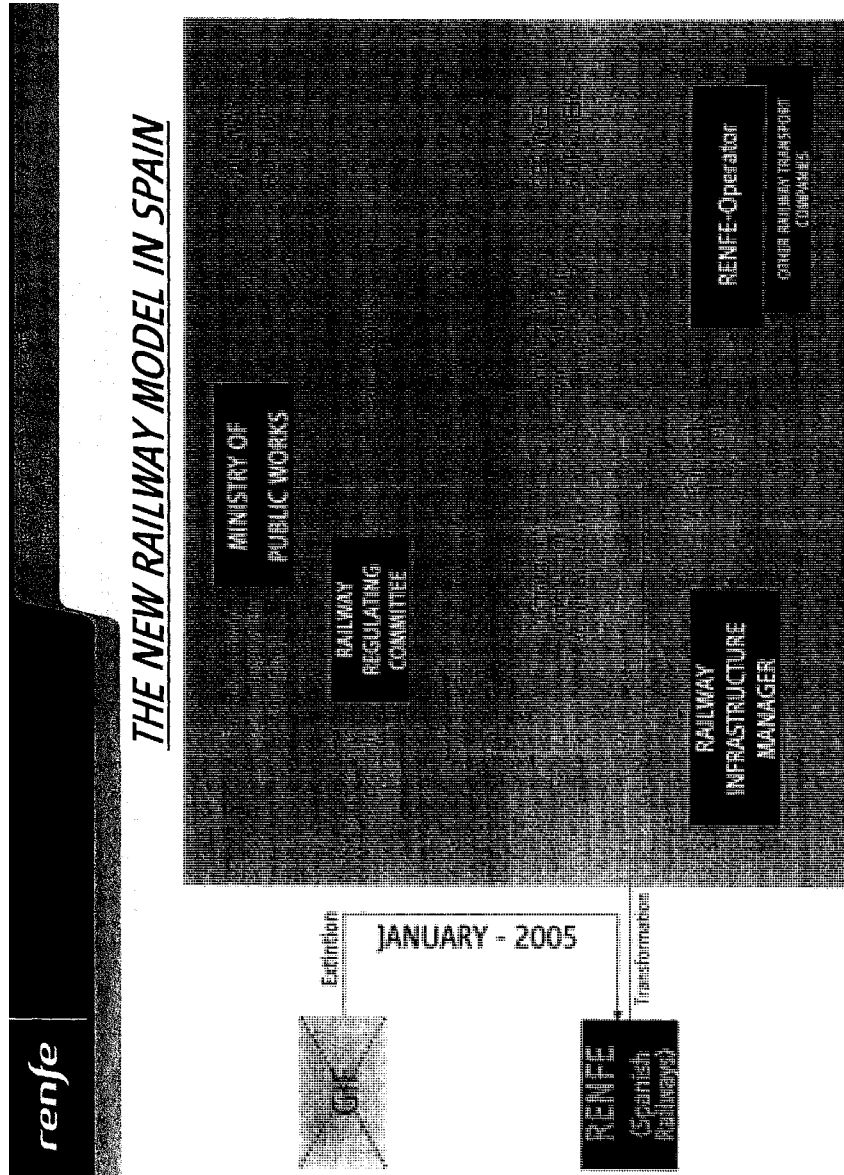 renfe
THE NEW RAILWAY MODEL IN SPAIN
GIF
Extintion
JANUARY - 2005
RENFE
(Spanish
Railways)
Transformation
MINISTRY OF
PUBLIC WORKS
RAILWAY
REGULATING
COMMITTEE
RAILWAY
INFRASTRUCTURE
MANAGER
RENFE-Operator
OTHER RAILWAY TRANSPORT
COMPANIES